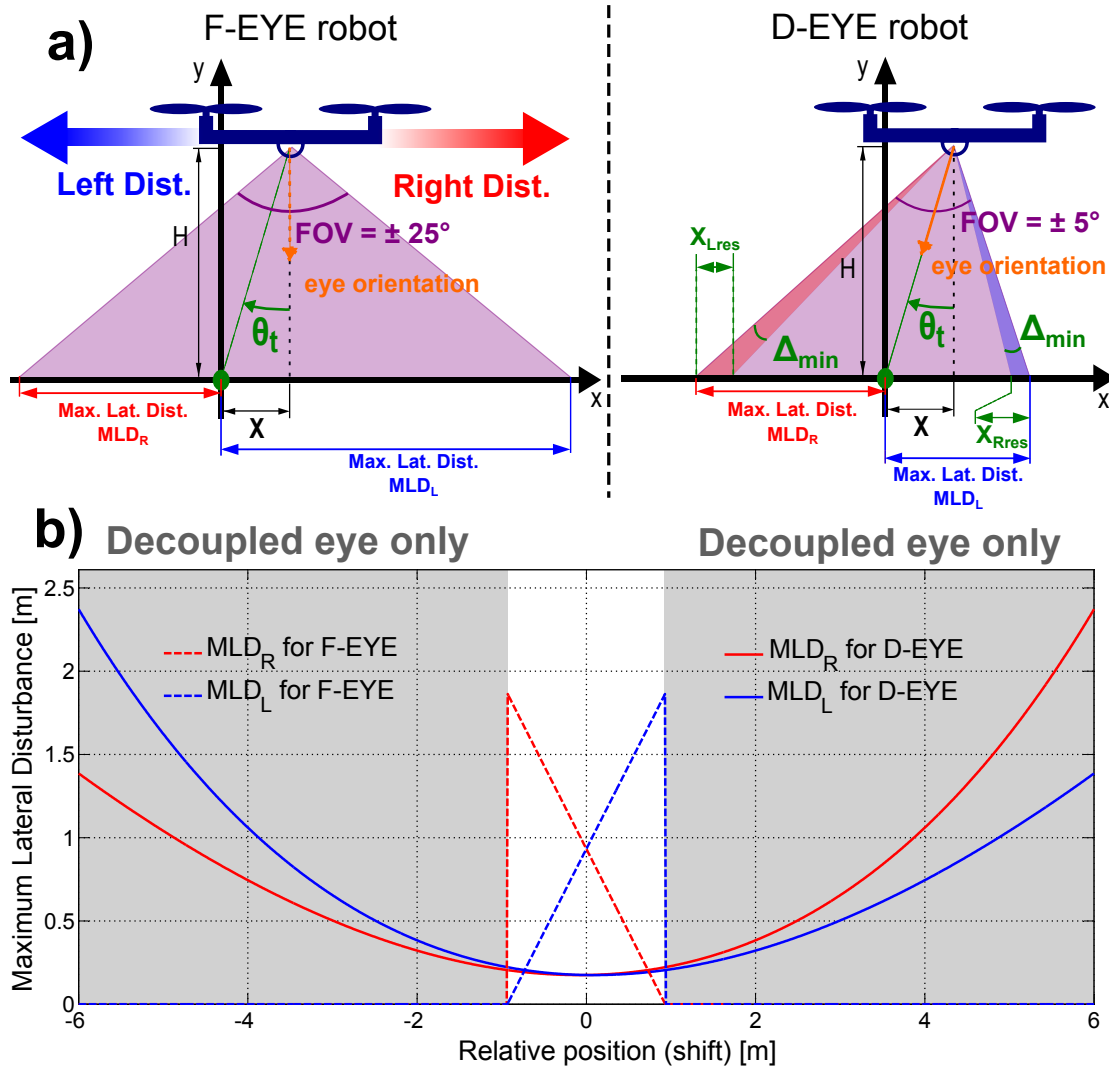 a)
F-EYE robot
D-EYE robot
y
y
Left Dist.
Right Dist.
H
FOV = ± 25°
eye orientation
θt
x
X
Max. Lat. Dist.
MLDR
Max. Lat. Dist.
MLDL
XLres
H
FOV = ± 5°
eye orientation
θt
Δmin
Δmin
x
X
XRres
Max. Lat. Dist.
MLDR
Max. Lat. Dist.
MLDL
b)
Decoupled eye only
Decoupled eye only
Maximum Lateral Disturbance [m]
2.5
2
1.5
1
0.5
0
MLDR for F-EYE
MLDL for F-EYE
MLDR for D-EYE
MLDL for D-EYE
-6 -4 -2 0 2 4 6
Relative position (shift) [m]